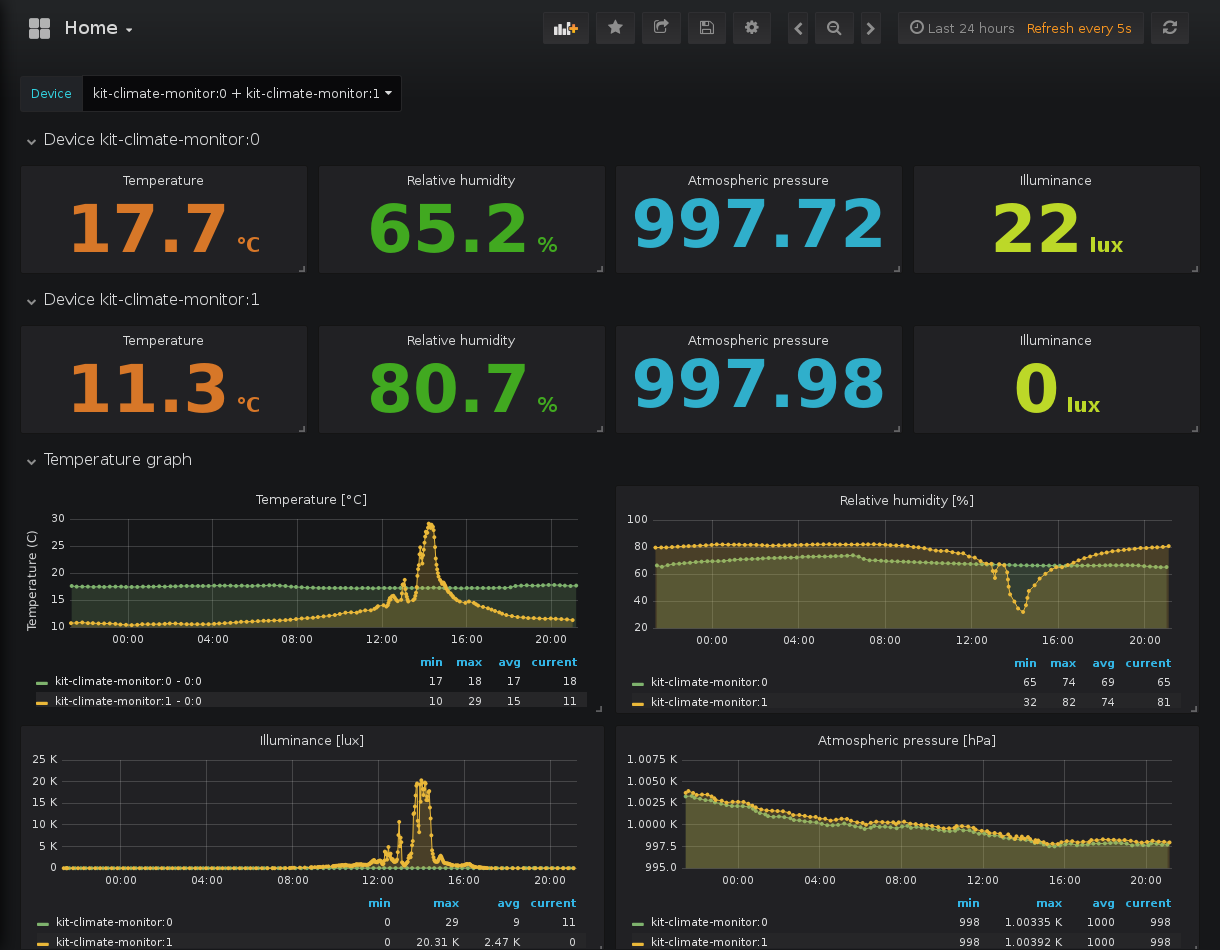 Home
Last 24 hours Refresh every 5s
Device kit-climate-monitor:0 + kit-climate-monitor:1
Device kit-climate-monitor:0
Temperature Relative humidity Atmospheric pressure Illuminance
17.7 °C 65.2 % 997.72 22 lux
Device kit-climate-monitor:1
Temperature Relative humidity Atmospheric pressure Illuminance
11.3 °C 80.7 % 997.98 0 lux
Temperature graph
Temperature [°C]
Temperature (C)
30
25
20
15
10
00:00 04:00 08:00 12:00 16:00 20:00
min max avg current
kit-climate-monitor:0 - 0:0 17 18 17 18
kit-climate-monitor:1 - 0:0 10 29 15 11
Relative humidity [%]
100
80
60
40
20
00:00 04:00 08:00 12:00 16:00 20:00
min max avg current
kit-climate-monitor:0 65 74 69 65
kit-climate-monitor:1 32 82 74 81
Illuminance [lux]
25 K
20 K
15 K
10 K
5 K
0
00:00 04:00 08:00 12:00 16:00 20:00
min max avg current
kit-climate-monitor:0 0 29 9 11
kit-climate-monitor:1 0 20.31 K 2.47 K 0
Atmospheric pressure [hPa]
1.0075 K
1.0050 K
1.0025 K
1.0000 K
997.5
995.0
00:00 04:00 08:00 12:00 16:00 20:00
min max avg current
kit-climate-monitor:0 998 1.00335 K 1000 998
kit-climate-monitor:1 998 1.00392 K 1000 998